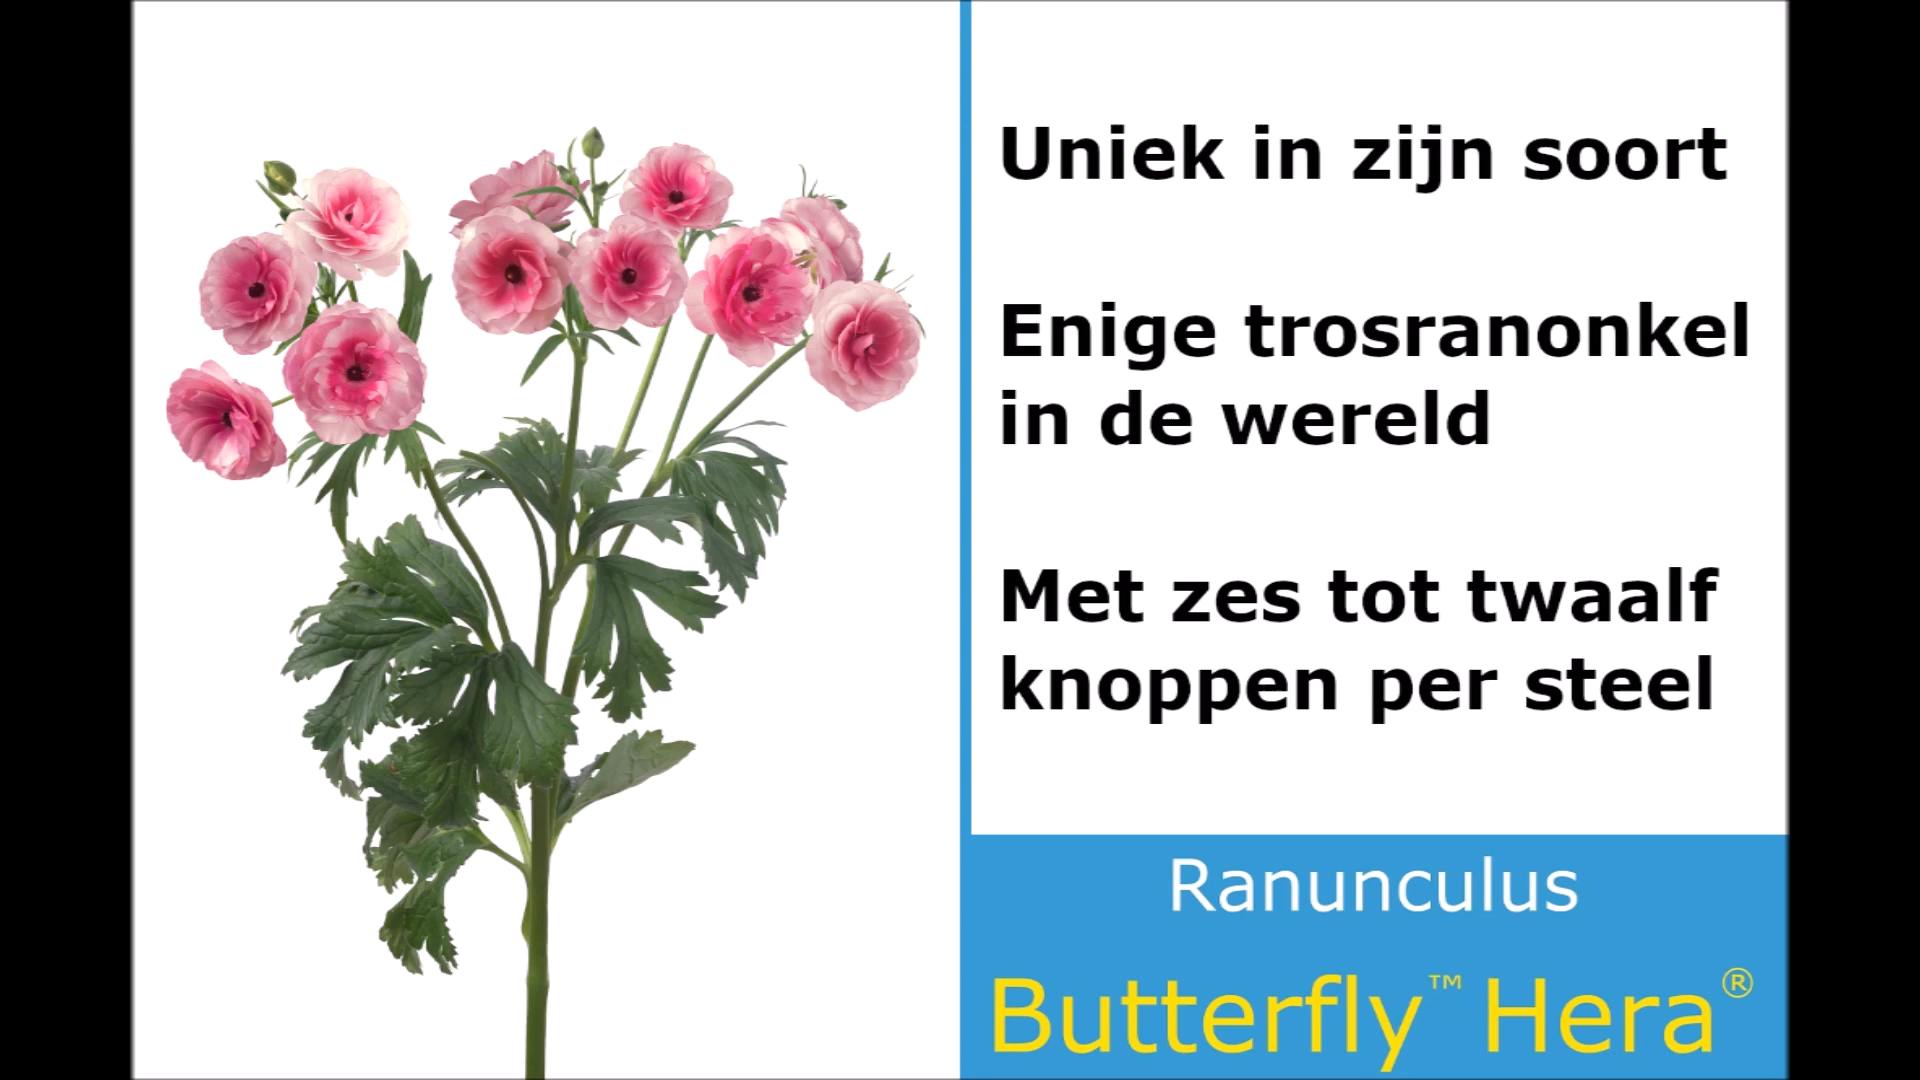 Uniek in zijn soort
Enige trosranonkel
in de wereld
Met zes tot twaalf
knoppen per steel
Ranunculus
Butterfly™ Hera®